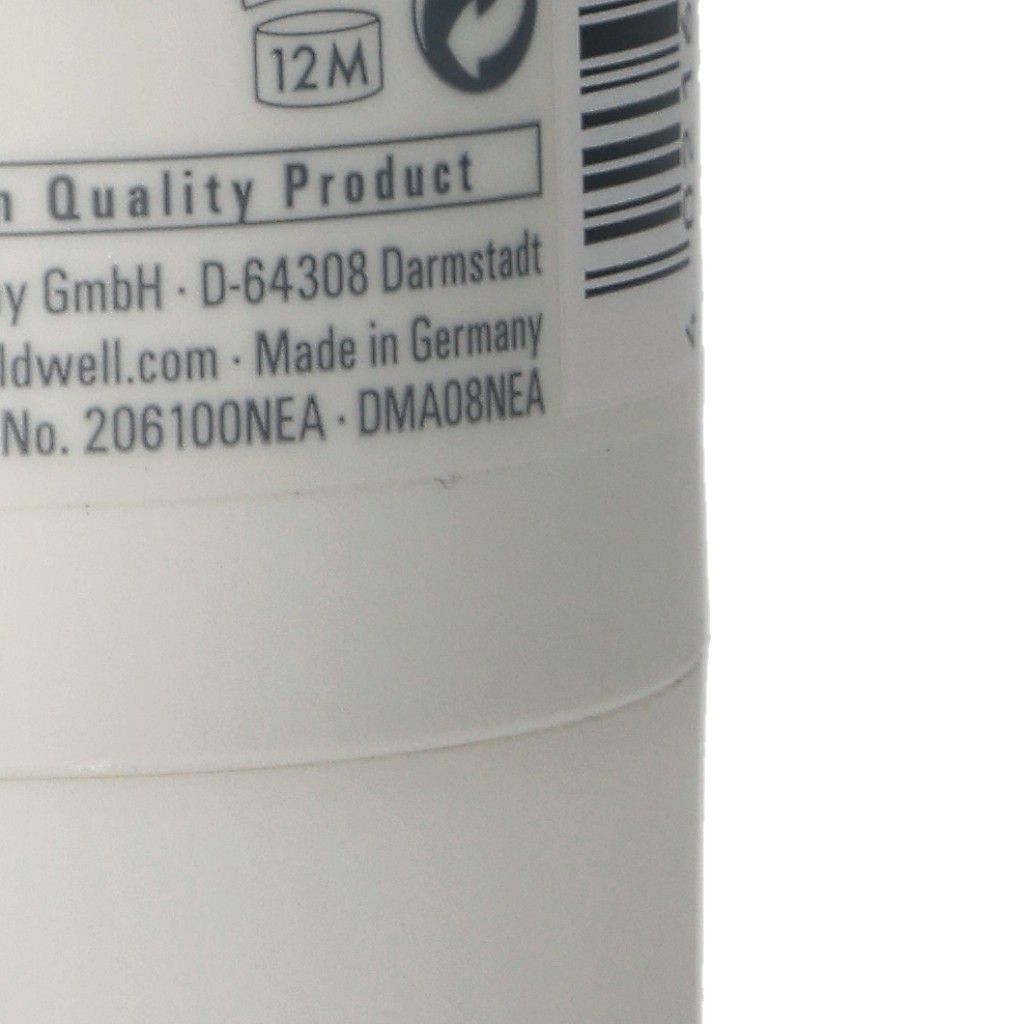 12M
Quality Product
GmbH · D-64308 Darmstadt
ldwell.com · Made in Germany
No. 206100NEA · DMA08NEA